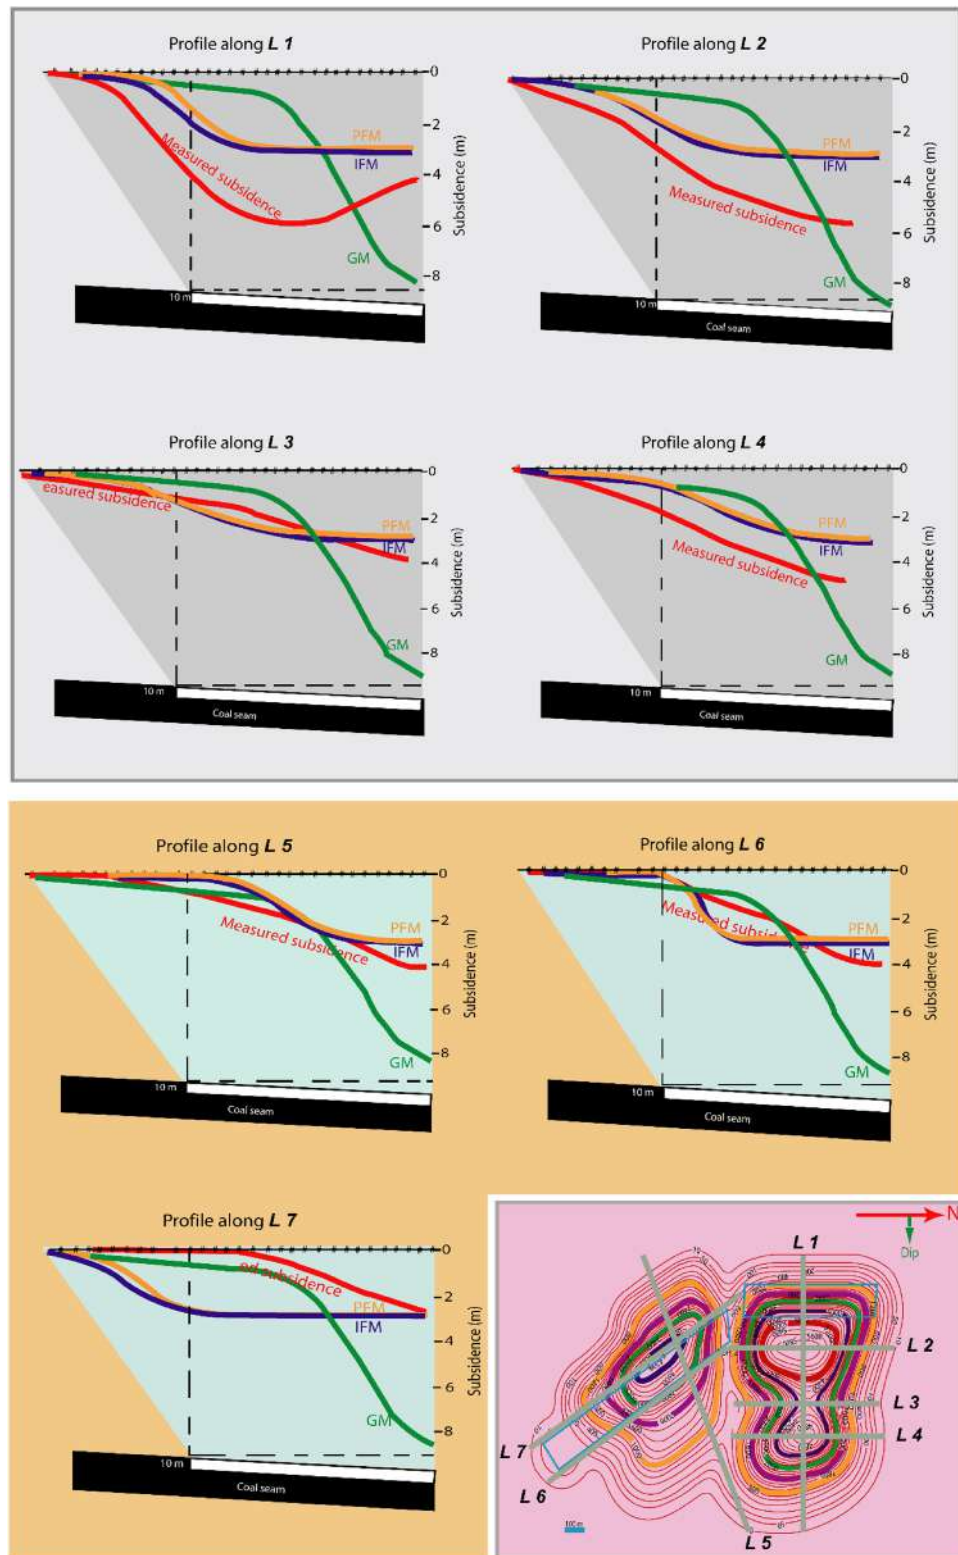 Profile along L 1
0
2
4
6
8
Subsidence (m)
PFM
IFM
Measured subsidence
GM
10 m
Profile along L 2
0
2
4
6
8
Subsidence (m)
PFM
IFM
Measured subsidence
GM
10 m
Coal seam
Profile along L 3
0
2
4
6
8
Subsidence (m)
easured subsidence
PFM
IFM
GM
10 m
Coal seam
Profile along L 4
0
2
4
6
8
Subsidence (m)
PFM
IFM
Measured subsidence
GM
10 m
Coal seam
Profile along L 5
0
2
4
6
8
Subsidence (m)
PFM
IFM
Measured subsidence
GM
10 m
Coal seam
Profile along L 6
0
2
4
6
8
Subsidence (m)
PFM
IFM
Measured
GM
10 m
Coal seam
Profile along L 7
0
2
4
6
8
Subsidence (m)
ed subsidence
PFM
IFM
GM
10 m
Coal seam
N
Dip
L 1
L 2
L 3
L 4
L 7
L 6
L 5
100 m